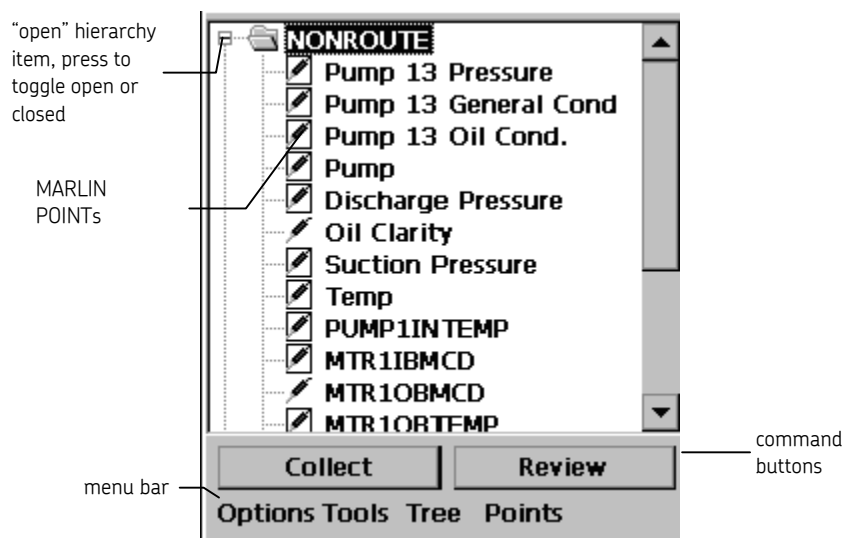 “open” hierarchy
item, press to
toggle open or
closed
MARLIN
POINTs
menu bar
NONROUTE
Pump 13 Pressure
Pump 13 General Cond
Pump 13 Oil Cond.
Pump
Discharge Pressure
Oil Clarity
Suction Pressure
Temp
PUMP1INTEMP
MTR1IBMCD
MTR1OBMCD
MTR1OBTEMP
Collect
Review
Options Tools Tree Points
command
buttons